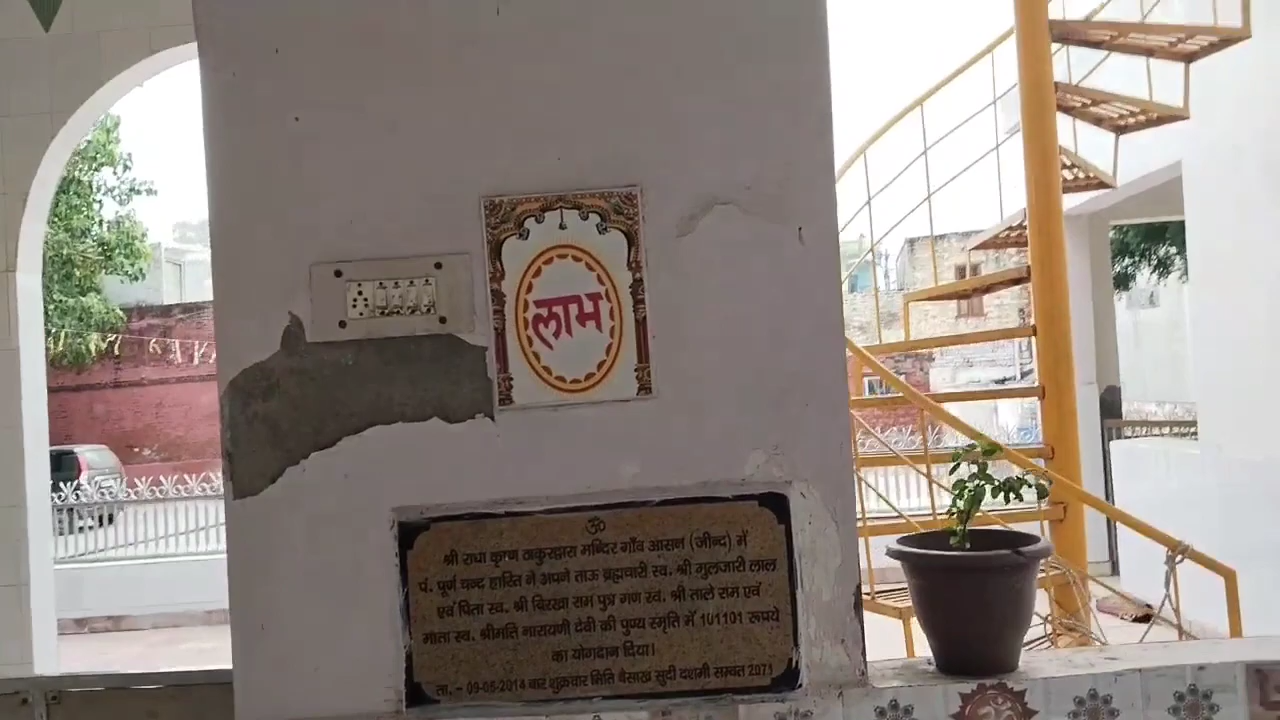 लाभ
ॐ
श्री राधा कृष्ण ठाकुरद्वारा मन्दिर गाँव आसन (जीन्द) में
पं. पूर्ण चन्द हारित ने अपने ताऊ ब्रह्मचारी स्व. श्री गुलजारी लाल
एवं पिता स्व. श्री बिरखा राम पुत्र गण स्व. श्री ताले राम एवं
माता स्व. श्रीमति नारायणी देवी की पुण्य स्मृति में 101101 रूपये
का योगदान दिया।
ता. - 09-05-2014 वार शुक्रवार मिति बैसाख सुदी दशमी सम्वत 2071